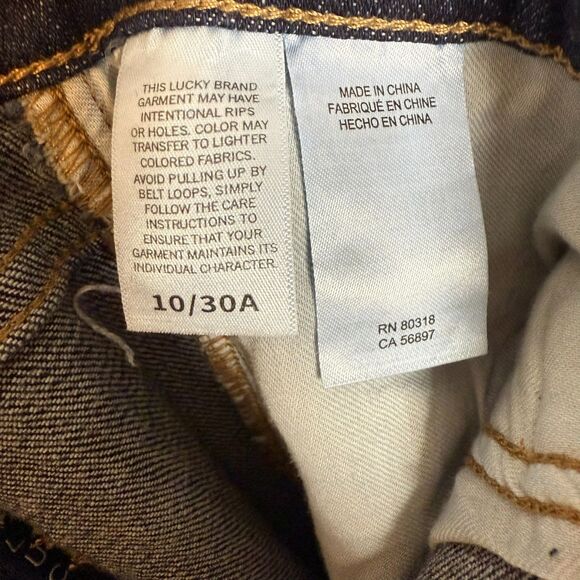 THIS LUCKY BRAND
GARMENT MAY HAVE
INTENTIONAL RIPS
OR HOLES. COLOR MAY
TRANSFER TO LIGHTER
COLORED FABRICS.
AVOID PULLING UP BY
BELT LOOPS, SIMPLY
FOLLOW THE CARE
INSTRUCTIONS TO
ENSURE THAT YOUR
GARMENT MAINTAINS ITS
INDIVIDUAL CHARACTER.
10/30A
MADE IN CHINA
FABRIQUÉ EN CHINE
HECHO EN CHINA
RN 80318
CA 56897